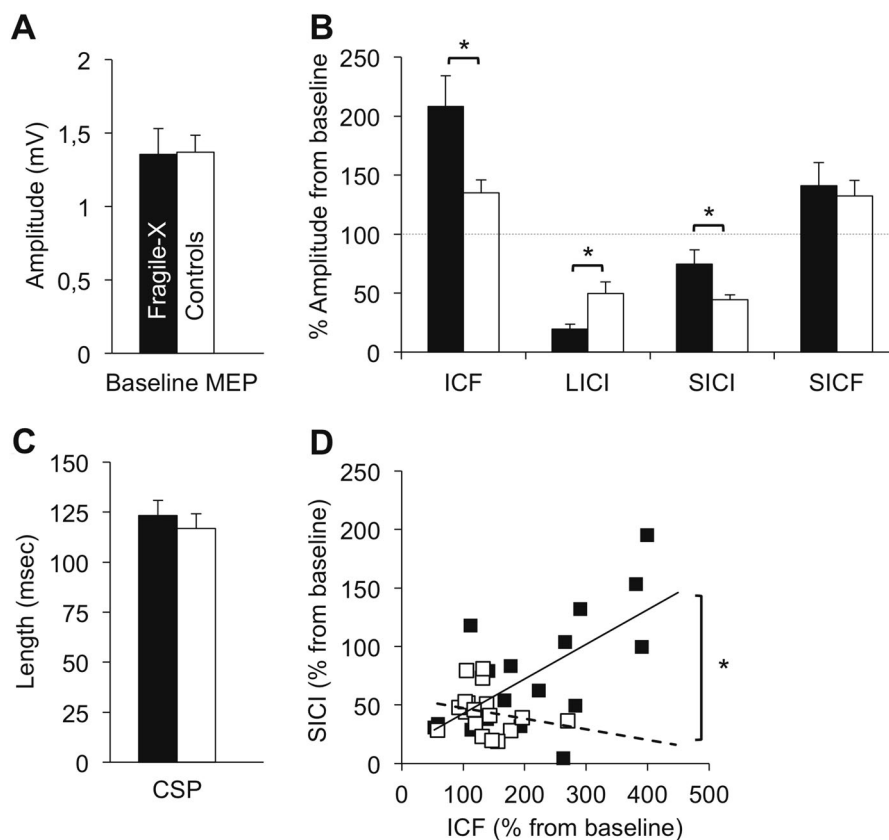 A
Amplitude (mV)
2
1,5
1
0,5
0
Fragile-X
Controls
Baseline MEP
B
% Amplitude from baseline
250
200
150
100
50
0
*
*
*
ICF LICI SICI SICF
C
Length (msec)
150
125
100
75
50
25
0
CSP
D
SICI (% from baseline)
250
200
150
100
50
0
*
0 100 200 300 400 500
ICF (% from baseline)